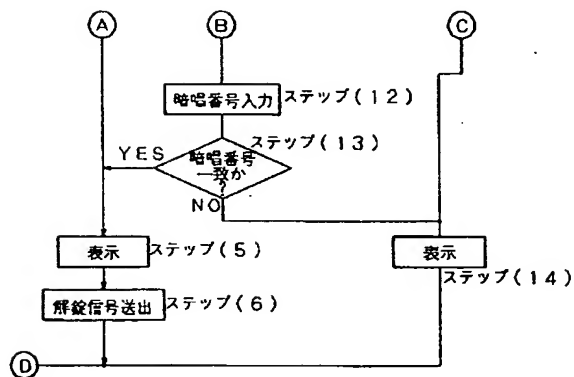 A
B
C
暗唱番号入力 ステップ(12)
ステップ(13)
YES
暗唱番号
一致か
?
NO
表示 ステップ(5)
表示
ステップ(14)
解錠信号送出 ステップ(6)
D